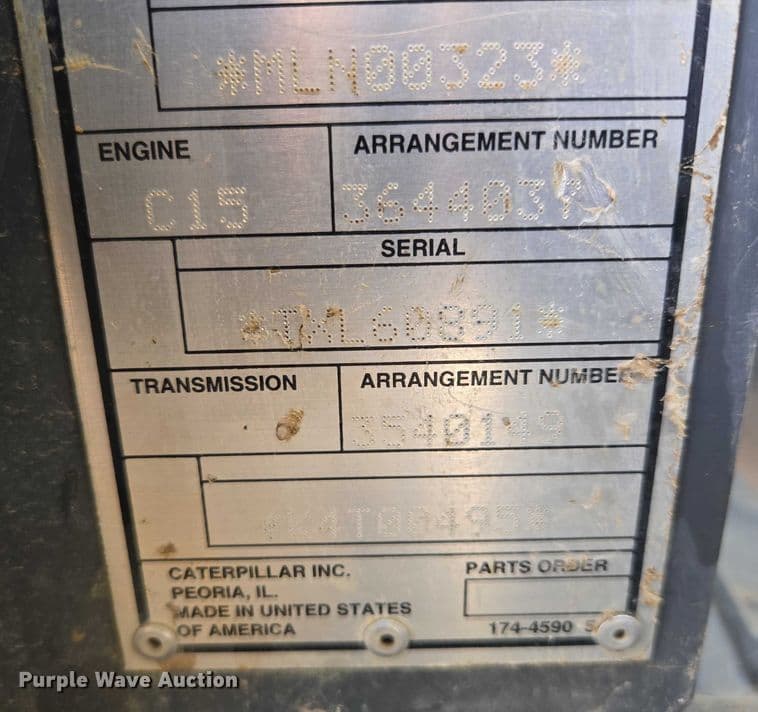 *MLN00323*
ENGINE
ARRANGEMENT NUMBER
C15
SERIAL
TRANSMISSION
ARRANGEMENT NUMBER
3540149
CATERPILLAR INC.
PEORIA, IL.
MADE IN UNITED STATES
OF AMERICA
PARTS ORDER
174-4590
Purple Wave Auction